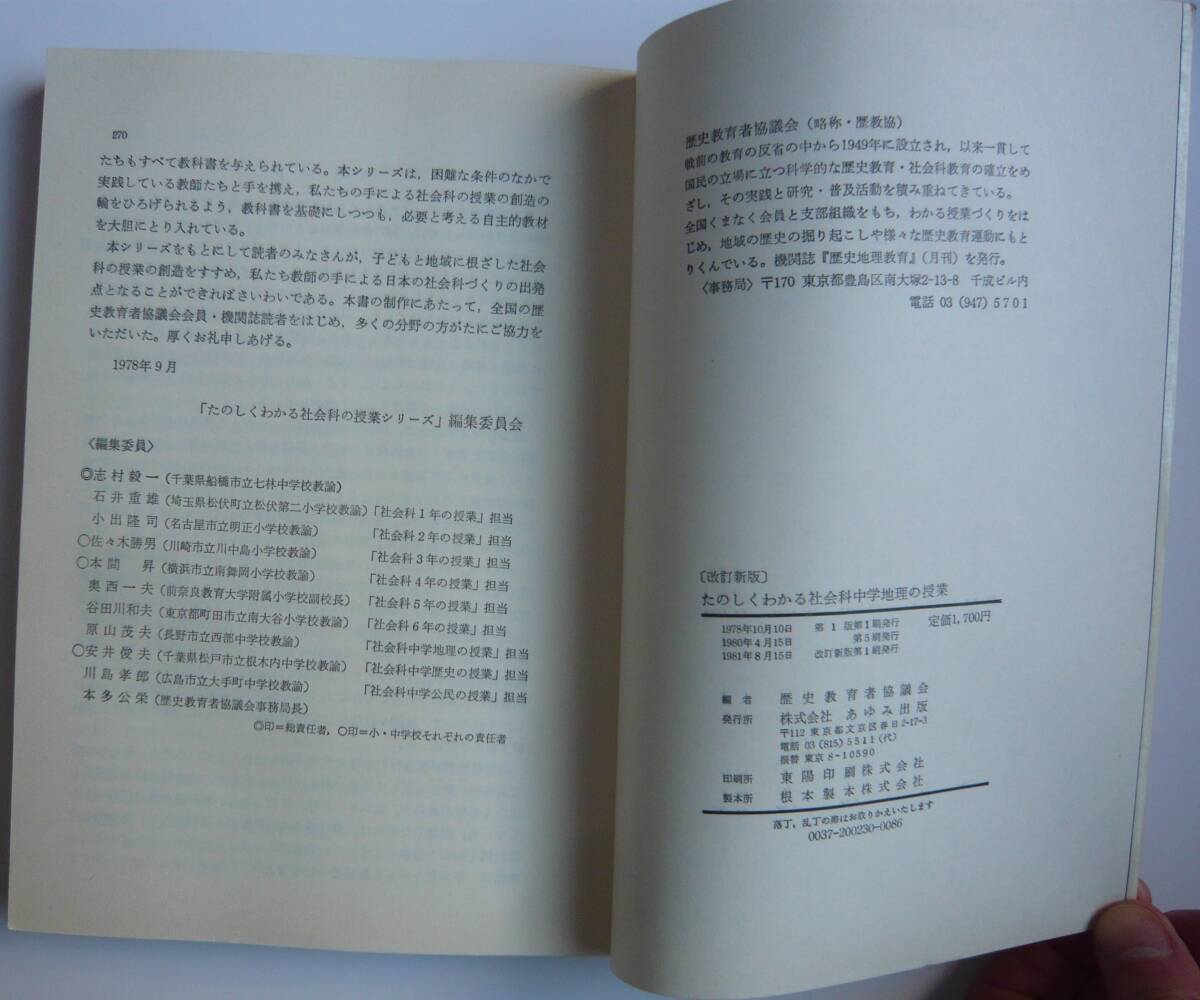 270
たちもすべて教科書を与えられている。本シリーズは，困難な条件のなかで
実践している教師たちと手を携え，私たちの手による社会科の授業の創造の
輪をひろげられるよう，教科書を基礎にしつつも，必要と考える自主的教材
を大胆にとり入れている。
本シリーズをもとにして読者のみなさんが，子どもと地域に根ざした社会
科の授業の創造をすすめ，私たち教師の手による日本の社会科づくりの出発
点となることができればさいわいである。本書の制作にあたって，全国の歴
史教育者協議会会員・機関誌読者をはじめ，多くの分野の方がたにご協力を
いただいた。厚くお礼申しあげる。
1978年9月
「たのしくわかる社会科の授業シリーズ」編集委員会
〈編集委員〉
◎志村毅一（千葉県船橋市立七林中学校教諭）
石井重雄（埼玉県松伏町立松伏第二小学校教諭）「社会科1年の授業」担当
小出隆司（名古屋市立明正小学校教諭）「社会科2年の授業」担当
○佐々木勝男（川崎市立川中島小学校教諭）「社会科3年の授業」担当
○本間　昇（横浜市立南舞岡小学校教諭）「社会科4年の授業」担当
奥西一夫（前奈良教育大学附属小学校副校長）「社会科5年の授業」担当
谷田川和夫（東京都町田市立南大谷小学校教諭）「社会科6年の授業」担当
原山茂夫（長野市立西部中学校教諭）「社会科中学地理の授業」担当
○安井俊夫（千葉県松戸市立根木内中学校教諭）「社会科中学歴史の授業」担当
川島孝郎（広島市立大手町中学校教諭）「社会科中学公民の授業」担当
本多公栄（歴史教育者協議会事務局長）
◎印＝総責任者，○印＝小・中学校それぞれの責任者
歴史教育者協議会（略称・歴教協）
戦前の教育の反省の中から1949年に設立され，以来一貫して
国民の立場に立つ科学的な歴史教育・社会科教育の確立をめ
ざし，その実践と研究・普及活動を積み重ねてきている。
全国くまなく会員と支部組織をもち，わかる授業づくりをは
じめ，地域の歴史の掘り起こしや様々な歴史教育運動にもと
りくんでいる。機関誌『歴史地理教育』（月刊）を発行。
〈事務局〉〒170 東京都豊島区南大塚2-13-8 千成ビル内
電話 03（947）5701
〔改訂新版〕
たのしくわかる社会科中学地理の授業
1978年10月10日　第1版第1刷発行　定価1,700円
1980年4月15日　第5刷発行
1981年8月15日　改訂新版第1刷発行
編者　歴史教育者協議会
発行所　株式会社　あゆみ出版
〒112 東京都文京区春日2-17-3
電話 03（815）5511（代）
振替 東京 8-10590
印刷所　東陽印刷株式会社
製本所　根本製本株式会社
落丁，乱丁の際はお取りかえいたします
0037-200230-0086